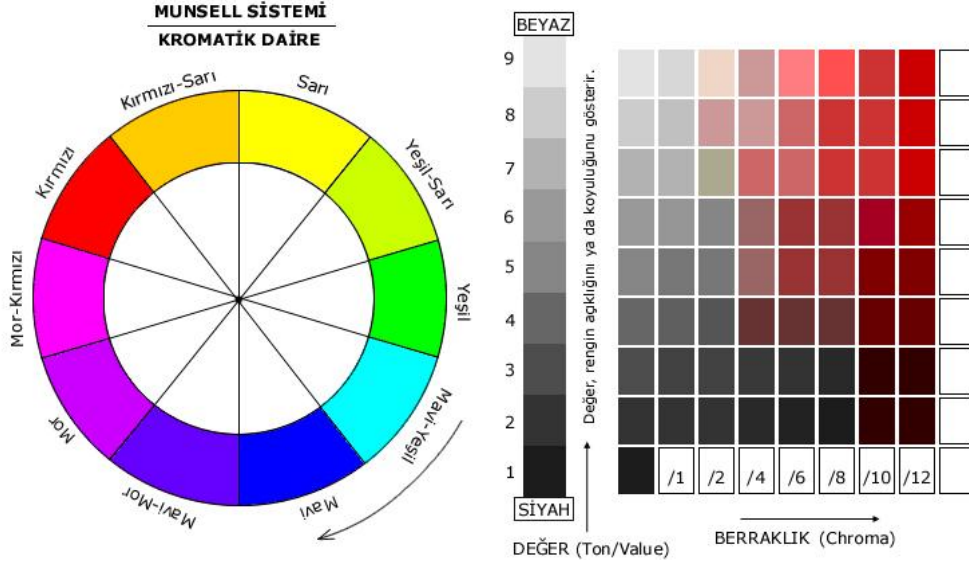 MUNSELL SİSTEMİ
KROMATİK DAİRE
Kırmızı-Sarı
Sarı
Yeşil-Sarı
Yeşil
Mavi-Yeşil
Mavi
Mavi-Mor
Mor
Mor-Kırmızı
Kırmızı
BEYAZ
9
8
7
6
5
4
3
2
1
SİYAH
DEĞER (Ton/Value)
Değer, rengin açıklığını ya da koyuluğunu gösterir.
/1 /2 /4 /6 /8 /10 /12
BERRAKLIK (Chroma)